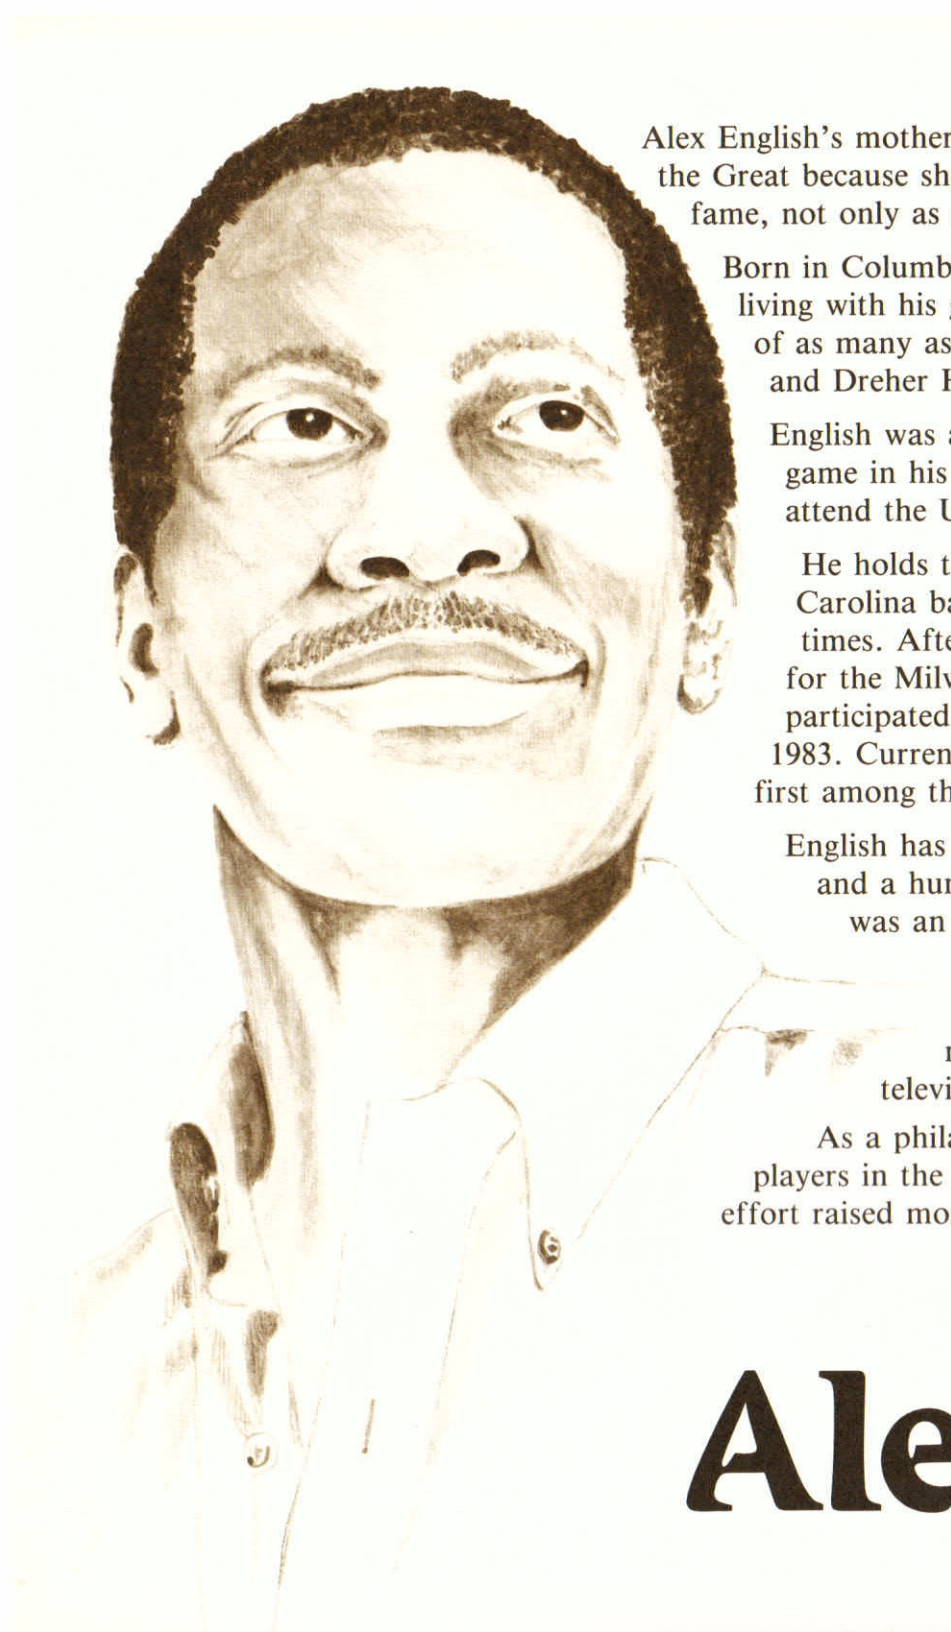 Alex English's mother
the Great because sh
fame, not only as
Born in Columb
living with his
of as many as
and Dreher H
English was a
game in his
attend the U
He holds t
Carolina ba
times. Afte
for the Milw
participated
1983. Curren
first among th
English has
and a hum
was an
televi
As a phila
players in the
effort raised mo
Ale